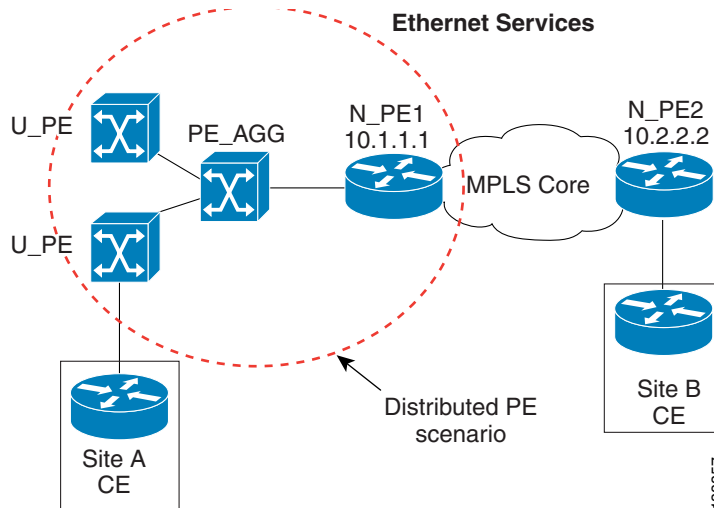 Ethernet Services
U_PE
PE_AGG
N_PE1
10.1.1.1
N_PE2
10.2.2.2
MPLS Core
U_PE
Distributed PE
scenario
Site A
CE
Site B
CE